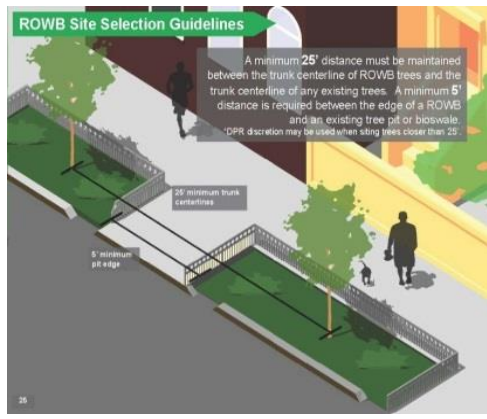 ROWB Site Selection Guidelines
A minimum 25' distance must be maintained
between the trunk centerline of ROWB trees and the
trunk centerline of any existing trees. A minimum 5'
distance is required between the edge of a ROWB
and an existing tree pit or bioswale.
*DPR discretion may be used when siting trees closer than 25'.
25' minimum trunk
centerlines
5' minimum
pit edge
25